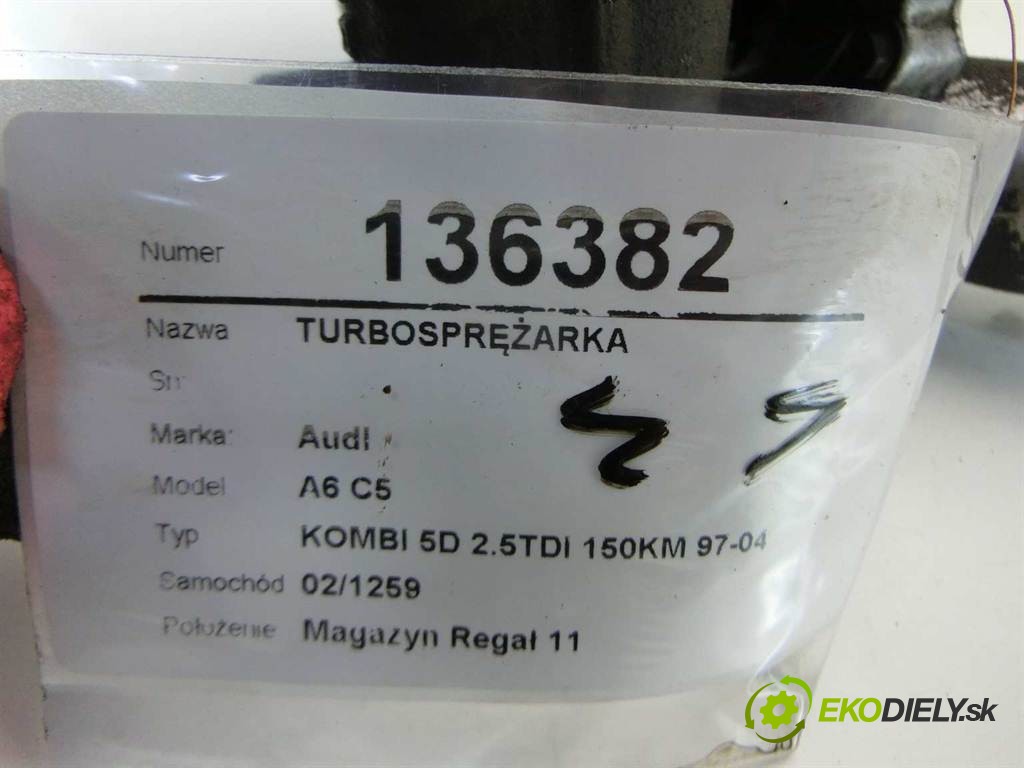 Numer 136382
Nazwa TURBOSPRĘŻARKA
Sn
Marka: Audi
Model A6 C5
Typ KOMBI 5D 2.5TDI 150KM 97-04
Samochód 02/1259
Położenie Magazyn Regał 11
EKODIELY.sk